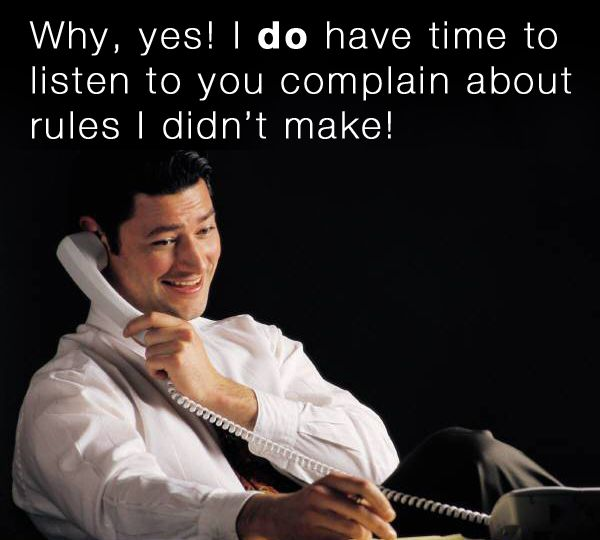 Why, yes! I do have time to
listen to you complain about
rules I didn't make!